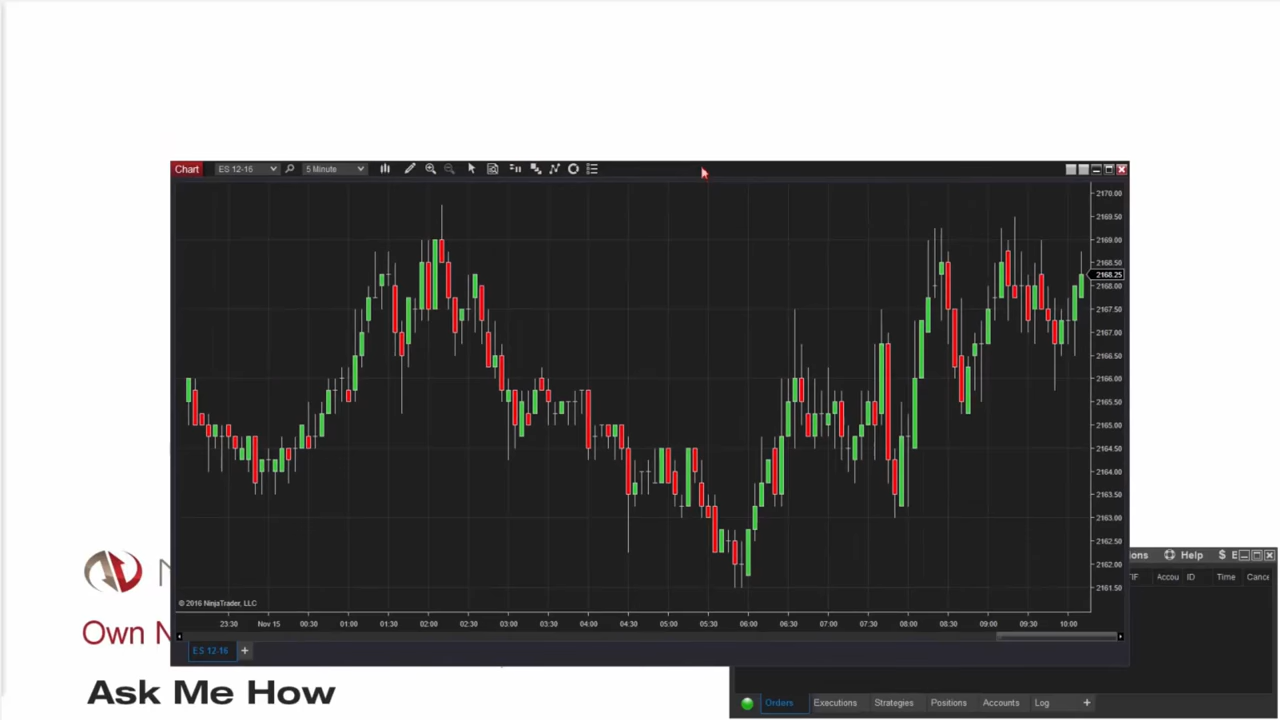 Chart ES 12-16 5 Minute
2170.00
2169.50
2169.00
2168.50
2168.25
2168.00
2167.50
2167.00
2166.50
2166.00
2165.50
2165.00
2164.50
2164.00
2163.50
2163.00
2162.50
2162.00
2161.50
© 2016 NinjaTrader, LLC
23:30 Nov 15 00:30 01:00 01:30 02:00 02:30 03:00 03:30 04:00 04:30 05:00 05:30 06:00 06:30 07:00 07:30 08:00 08:30 09:00 09:30 10:00
ES 12-16 +
ions Help $ E
TIF Accou ID Time Cance
N
Own N
Ask Me How
Orders Executions Strategies Positions Accounts Log +